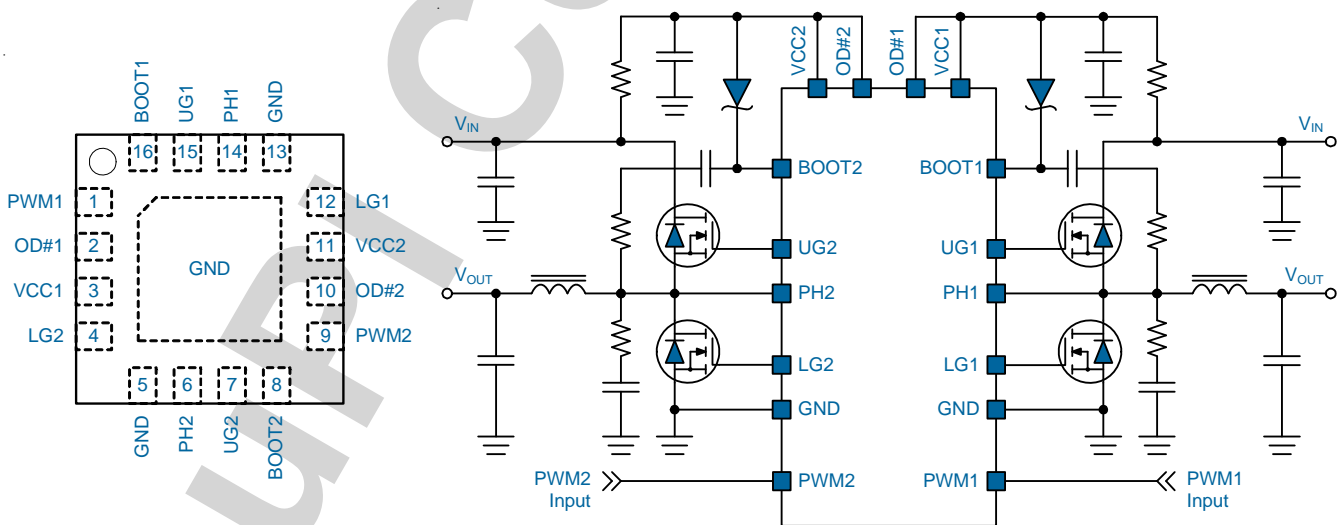 BOOT1
UG1
PH1
GND
16 15 14 13
PWM1 1
OD#1 2
VCC1 3
LG2 4
GND
12 LG1
11 VCC2
10 OD#2
9 PWM2
5 6 7 8
GND
PH2
UG2
BOOT2
VCC2
OD#2
OD#1
VCC1
VIN
VIN
BOOT2
BOOT1
UG2
UG1
VOUT
VOUT
PH2
PH1
LG2
LG1
GND
GND
PWM2
Input
PWM2
PWM1
PWM1
Input
uPI C